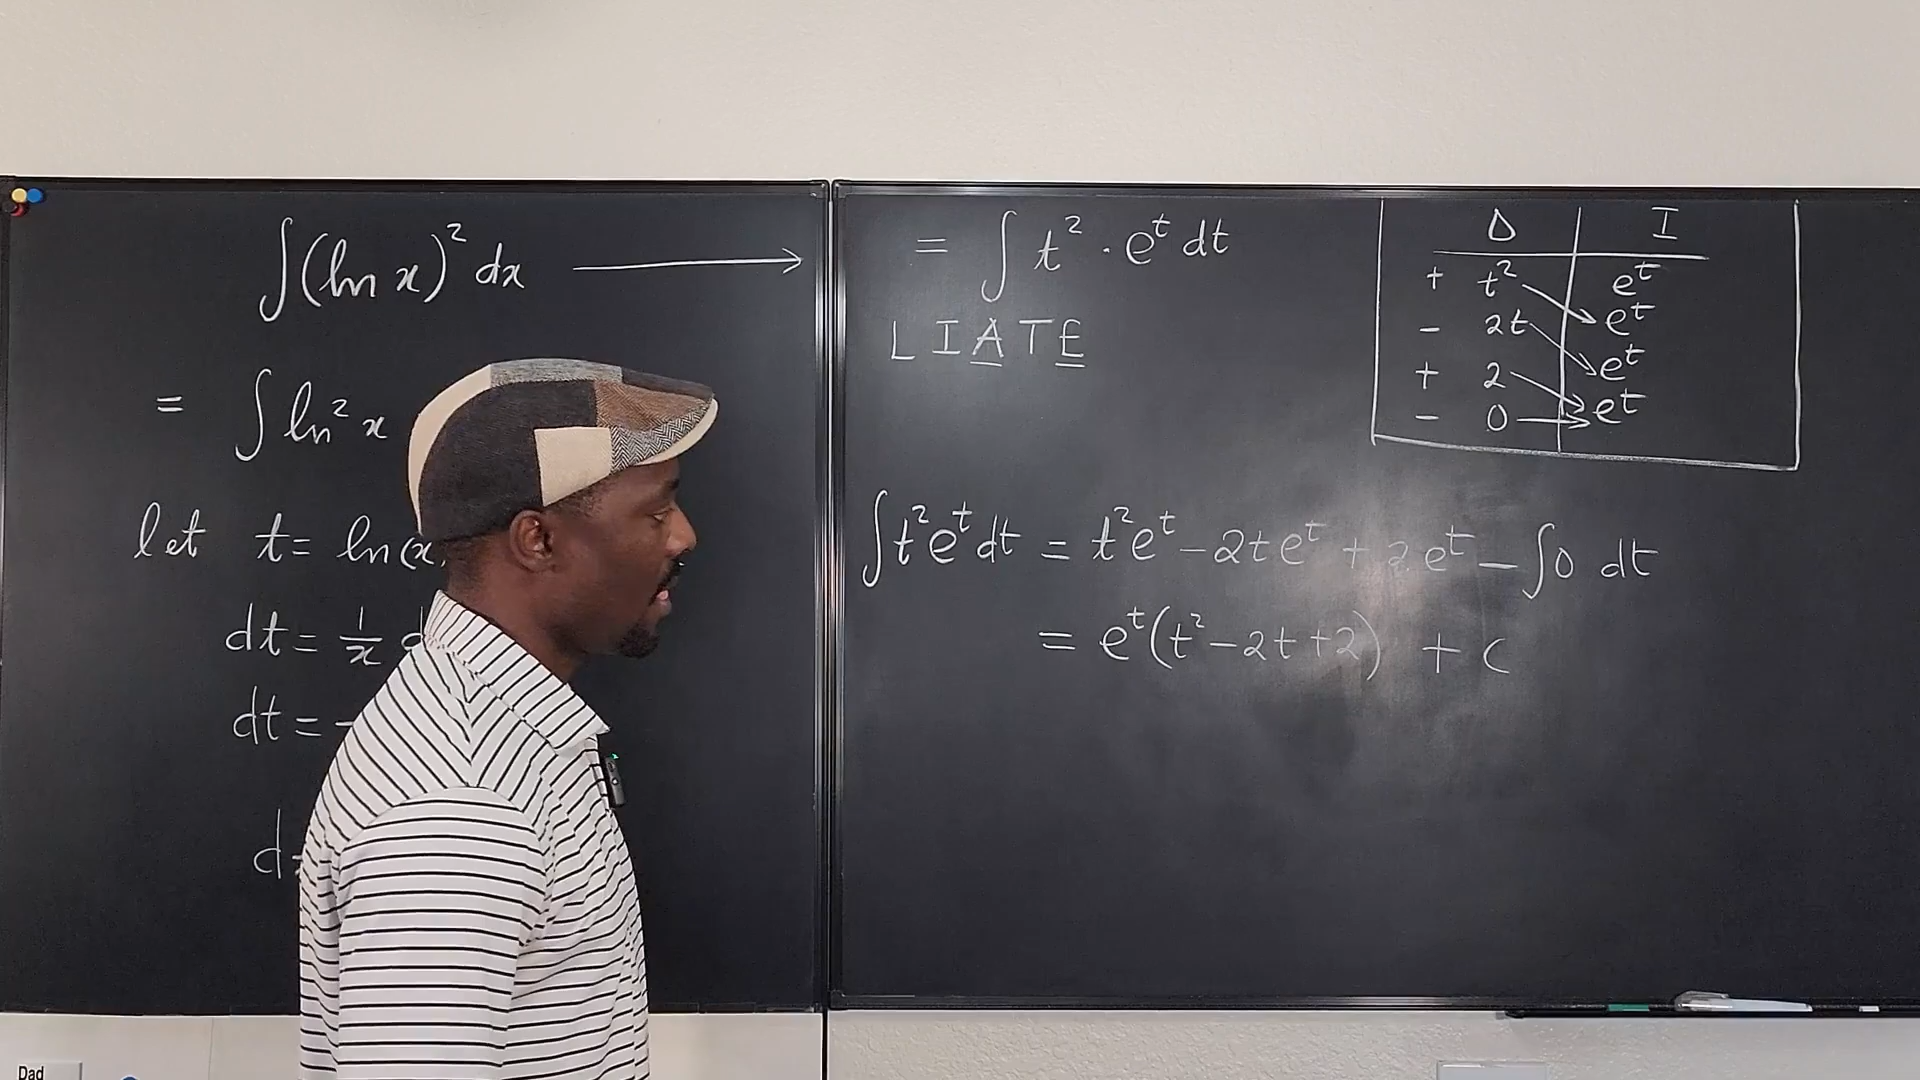 ∫(ln x)² dx ⟶
= ∫ ln² x
let t = ln(x
dt = 1/x d
dt =
d
= ∫ t² · eᵗ dt
L I A T E
D I
+ t² eᵗ
- 2t eᵗ
+ 2 eᵗ
- 0 eᵗ
∫t²eᵗdt = t²eᵗ - 2teᵗ + 2eᵗ - ∫0 dt
= eᵗ(t² - 2t + 2) + c
Dad